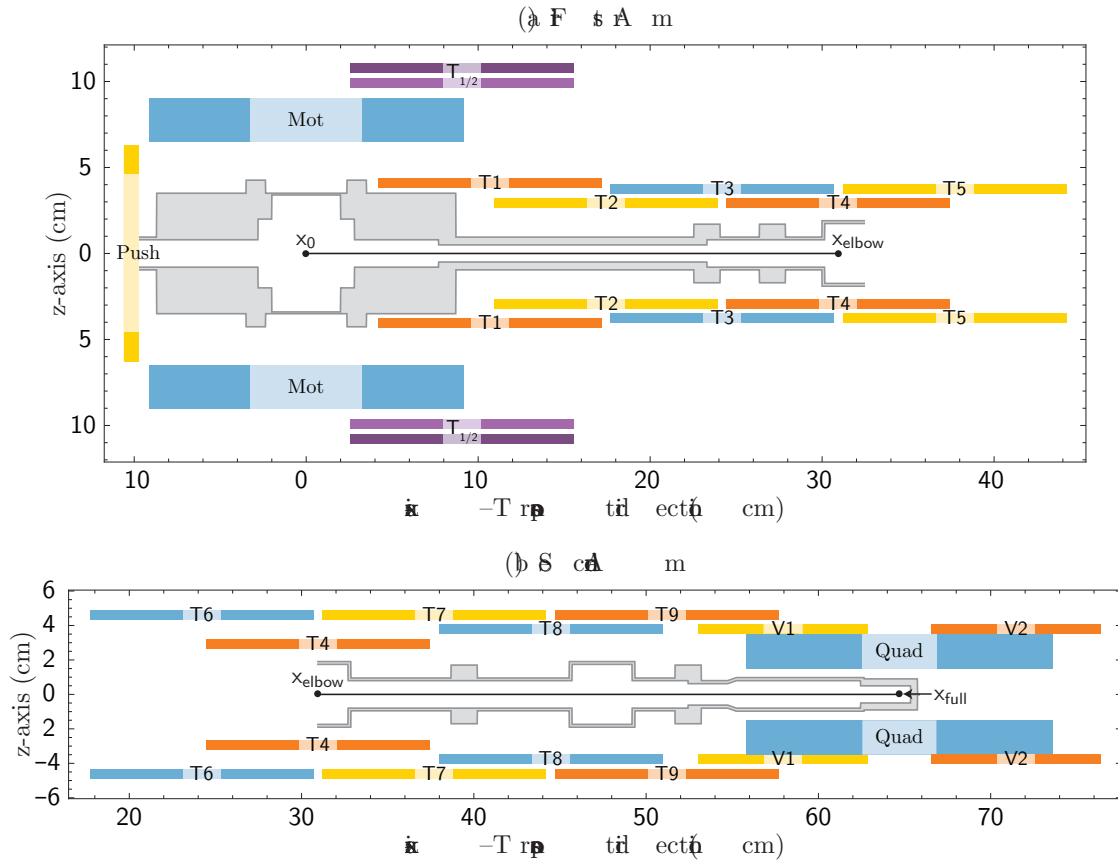 10
T1/2
Mot
5
T1 T3 T5
T2 T4
z-axis (cm)
Push
x0 xelbow
0
T2 T4
T1 T3 T5
5
Mot
10
T1/2
10 0 10 20 30 40
6
T6 T7 T9
4
T8 V1 V2
T4 Quad
2
z-axis (cm)
xelbow
0
xfull
2
Quad
T4
−4
T8 V1 V2
T6 T7 T9
−6
20 30 40 50 60 70